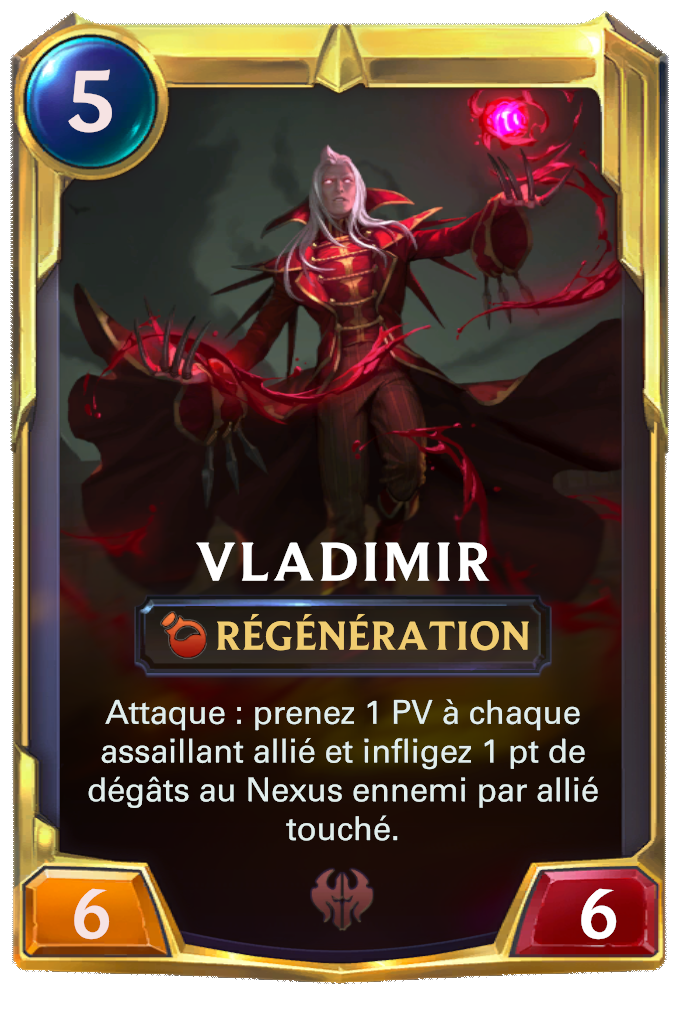 5
VLADIMIR
RÉGÉNÉRATION
Attaque : prenez 1 PV à chaque
assaillant allié et infligez 1 pt de
dégâts au Nexus ennemi par allié
touché.
6
6